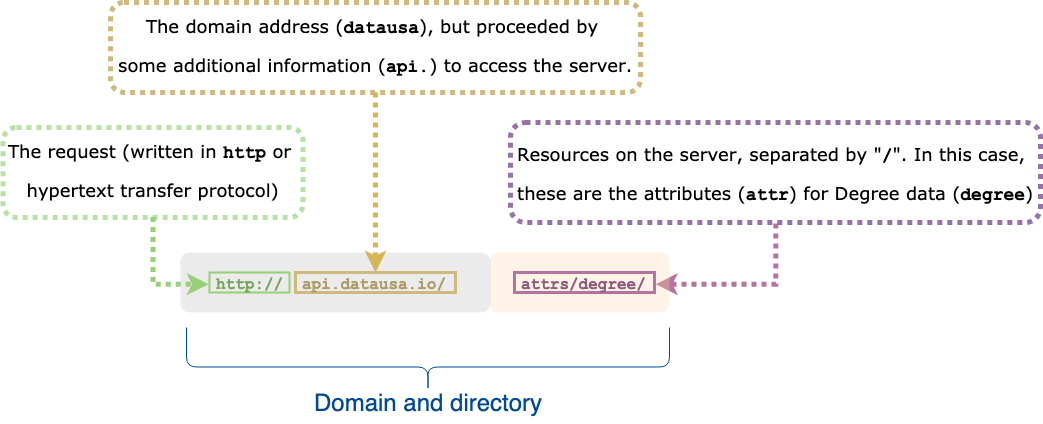 The domain address (datausa), but proceeded by
some additional information (api.) to access the server.
The request (written in http or
hypertext transfer protocol)
Resources on the server, separated by "/". In this case,
these are the attributes (attr) for Degree data (degree)
http:// api.datausa.io/ attrs/degree/
Domain and directory